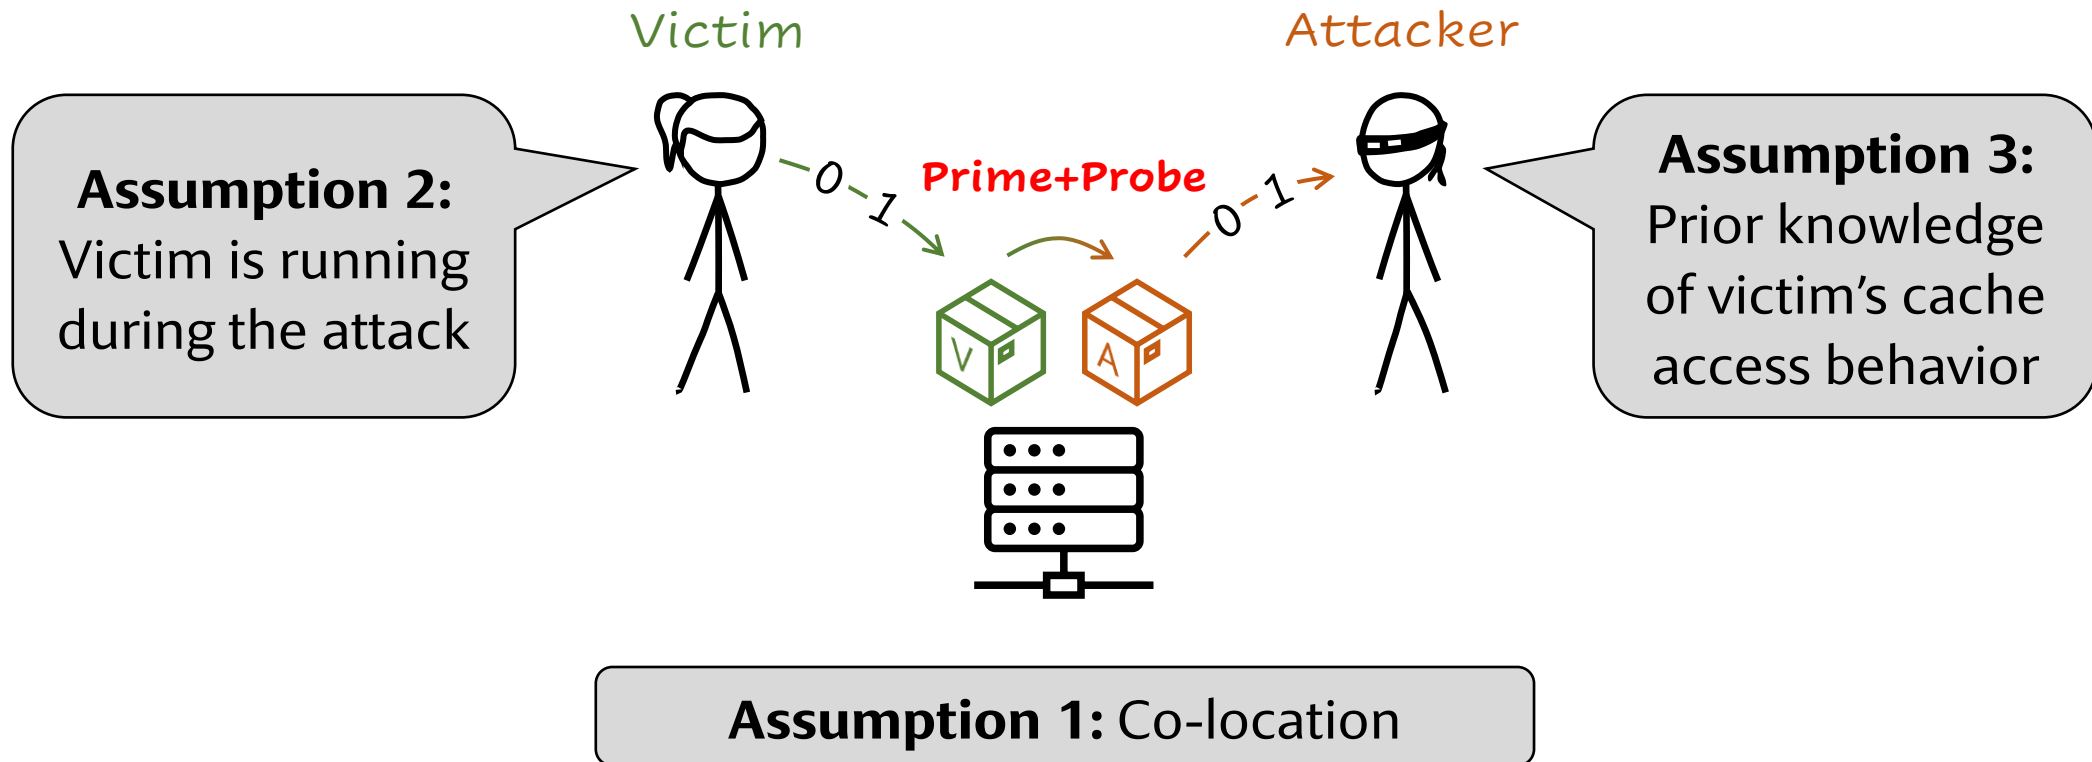 Victim
Attacker
Assumption 2:
Victim is running
during the attack
0 1
Prime+Probe
0 1
Assumption 3:
Prior knowledge
of victim’s cache
access behavior
V
A
Assumption 1: Co-location